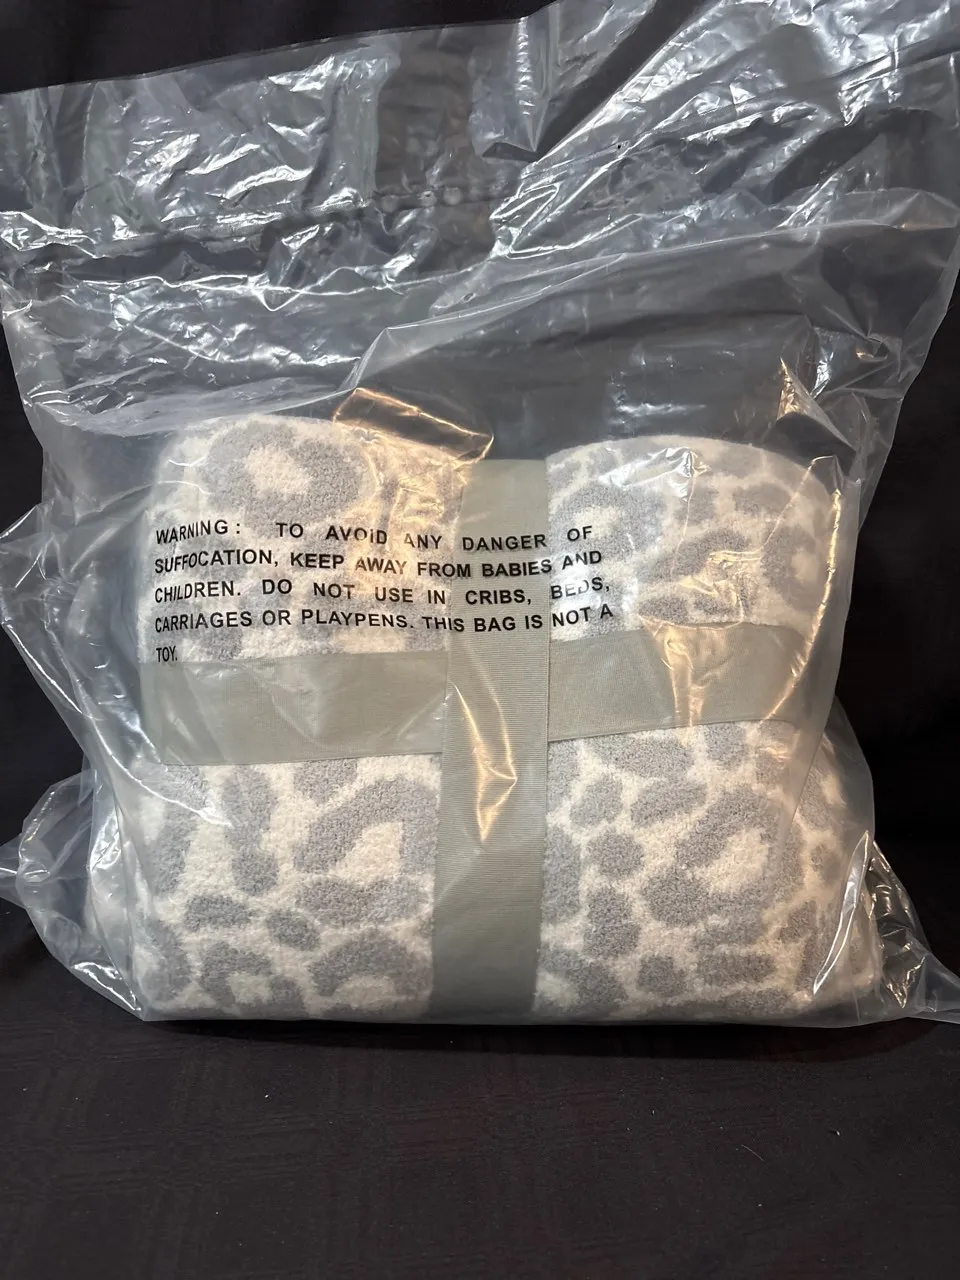 WARNING: TO AVOID ANY DANGER OF
SUFFOCATION, KEEP AWAY FROM BABIES AND
CHILDREN. DO NOT USE IN CRIBS, BEDS,
CARRIAGES OR PLAYPENS. THIS BAG IS NOT A
TOY.